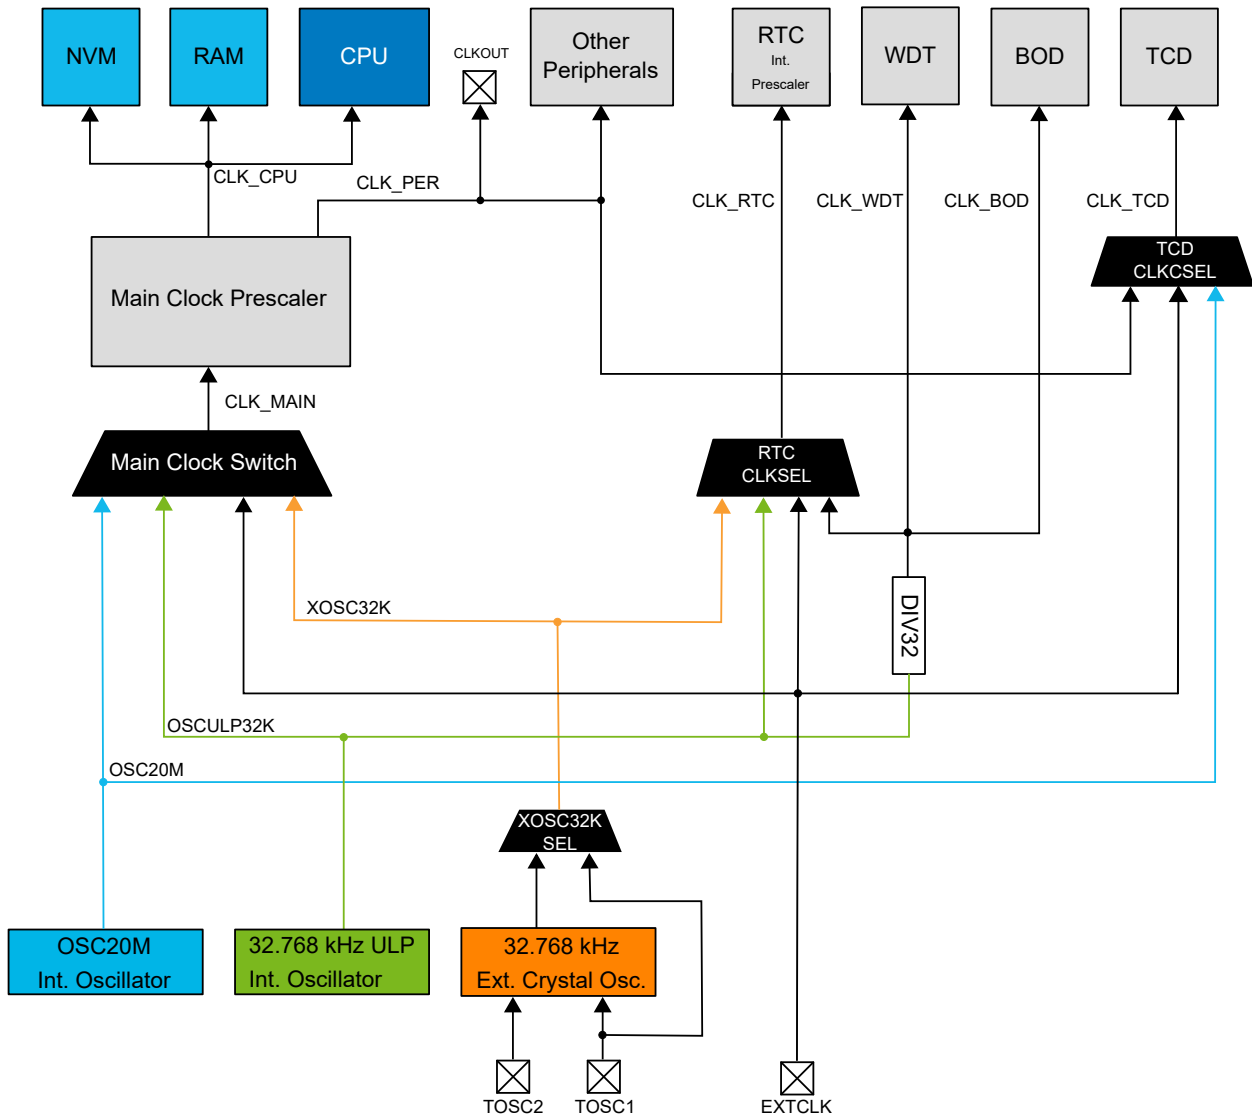 NVM
RAM
CPU
CLKOUT
Other
Peripherals
RTC
Int.
Prescaler
WDT
BOD
TCD
CLK_CPU
CLK_PER
CLK_RTC
CLK_WDT
CLK_BOD
CLK_TCD
TCD
CLKCSEL
Main Clock Prescaler
CLK_MAIN
Main Clock Switch
RTC
CLKSEL
XOSC32K
DIV32
OSCULP32K
OSC20M
XOSC32K
SEL
OSC20M
Int. Oscillator
32.768 kHz ULP
Int. Oscillator
32.768 kHz
Ext. Crystal Osc.
TOSC2
TOSC1
EXTCLK